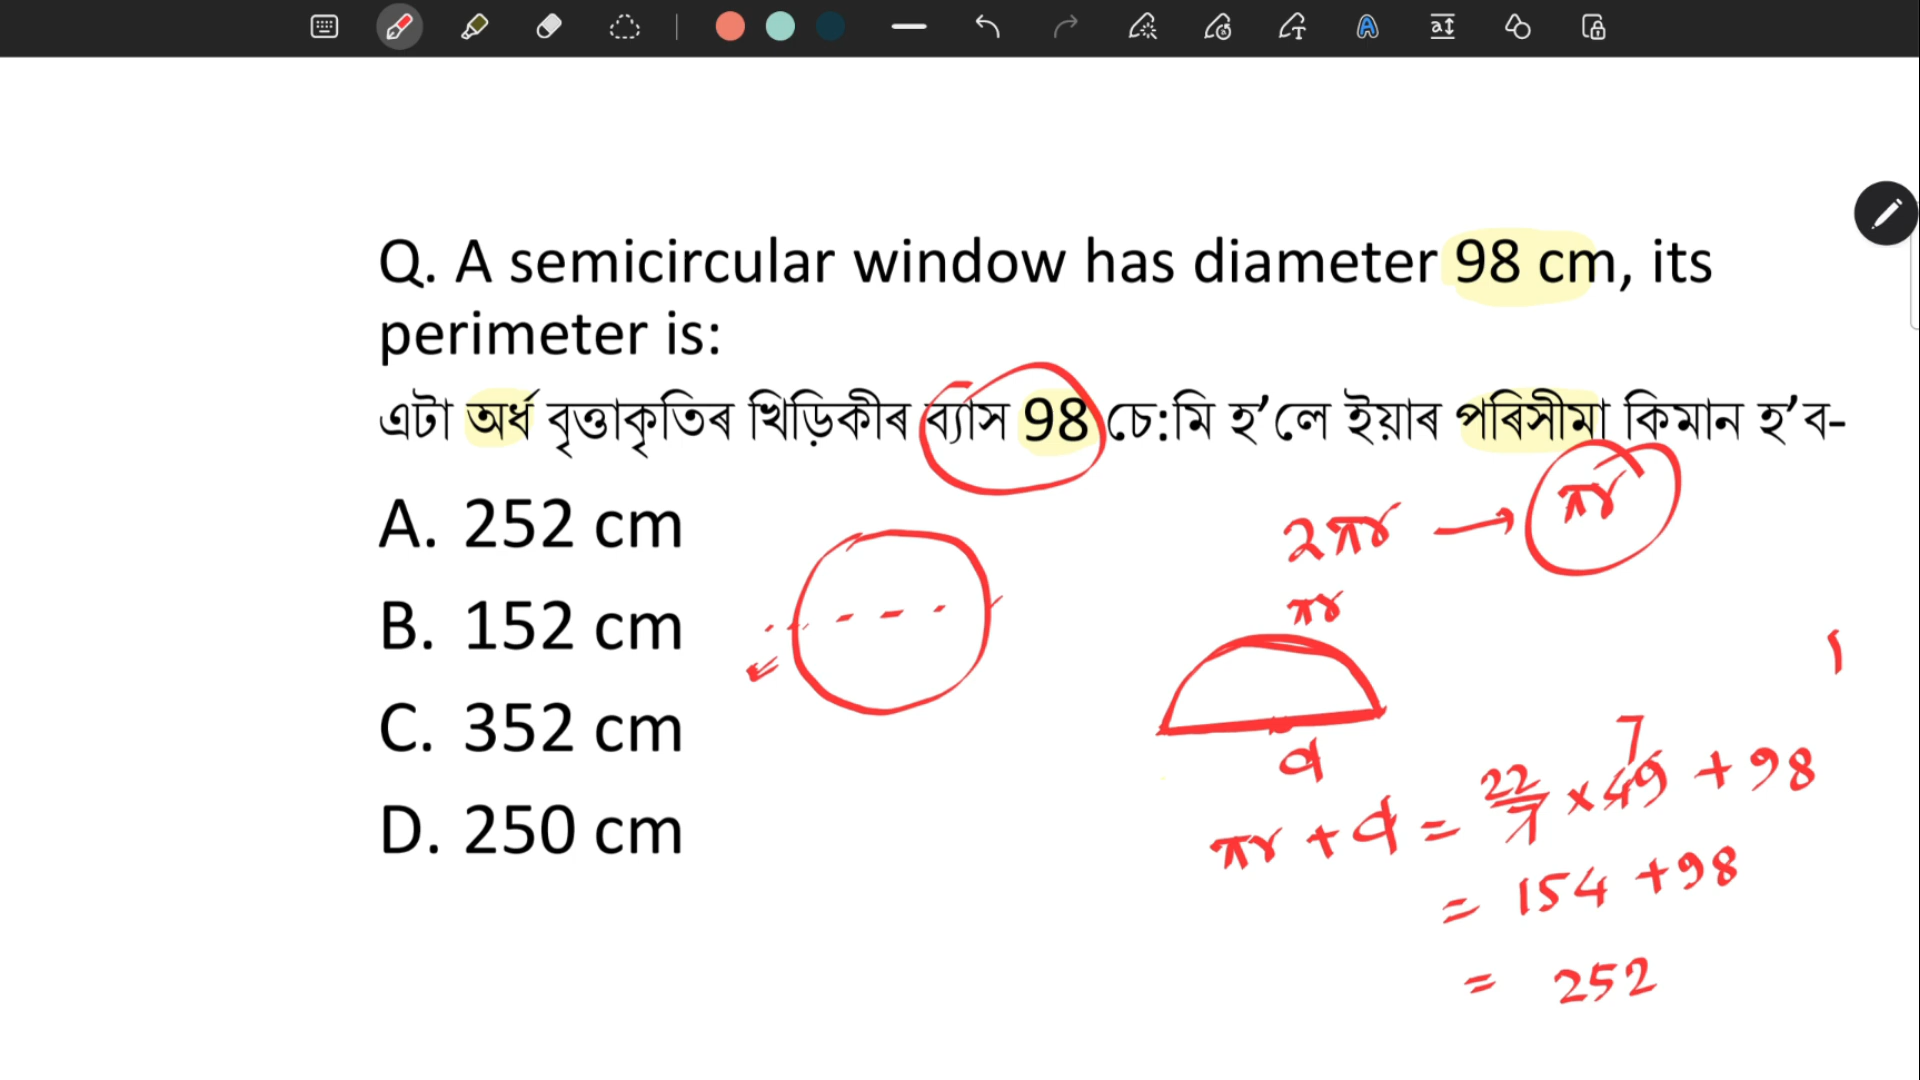 Q. A semicircular window has diameter 98 cm, its
perimeter is:
এটা অৰ্ধ বৃত্তাকৃতিৰ খিড়িকীৰ ব্যাস 98 চে:মি হ’লে ইয়াৰ পৰিসীমা কিমান হ’ব-
A. 252 cm
B. 152 cm
C. 352 cm
D. 250 cm
2πr → πr
πr
d
7
πr + d = 22/7 × 49 + 98
= 154 + 98
= 252